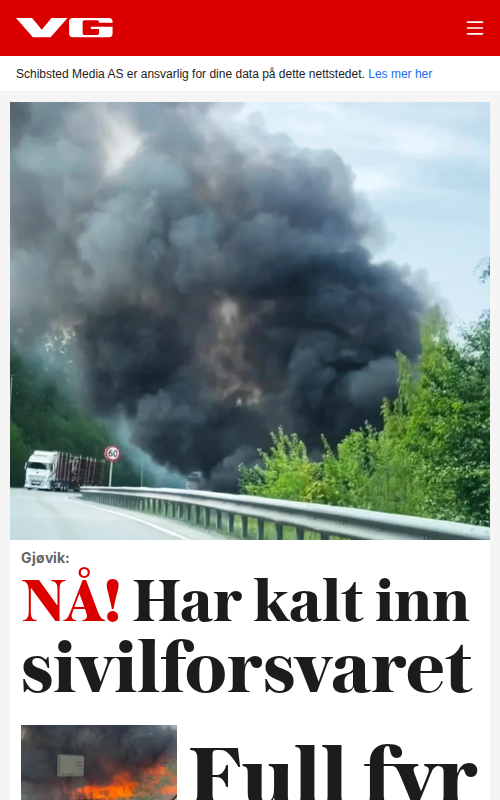 VG
Schibsted Media AS er ansvarlig for dine data på dette nettstedet. Les mer her
60
Gjøvik:
NÅ! Har kalt inn
sivilforsvaret
Full fyr